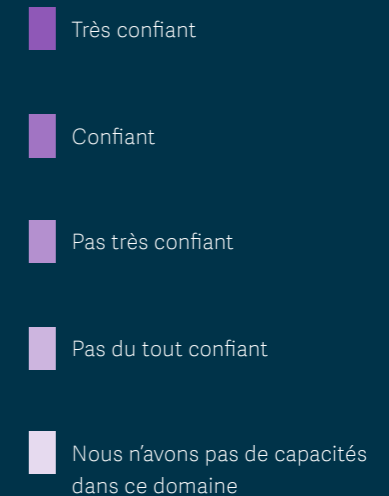 Très confiant
Confiant
Pas très confiant
Pas du tout confiant
Nous n’avons pas de capacités
dans ce domaine